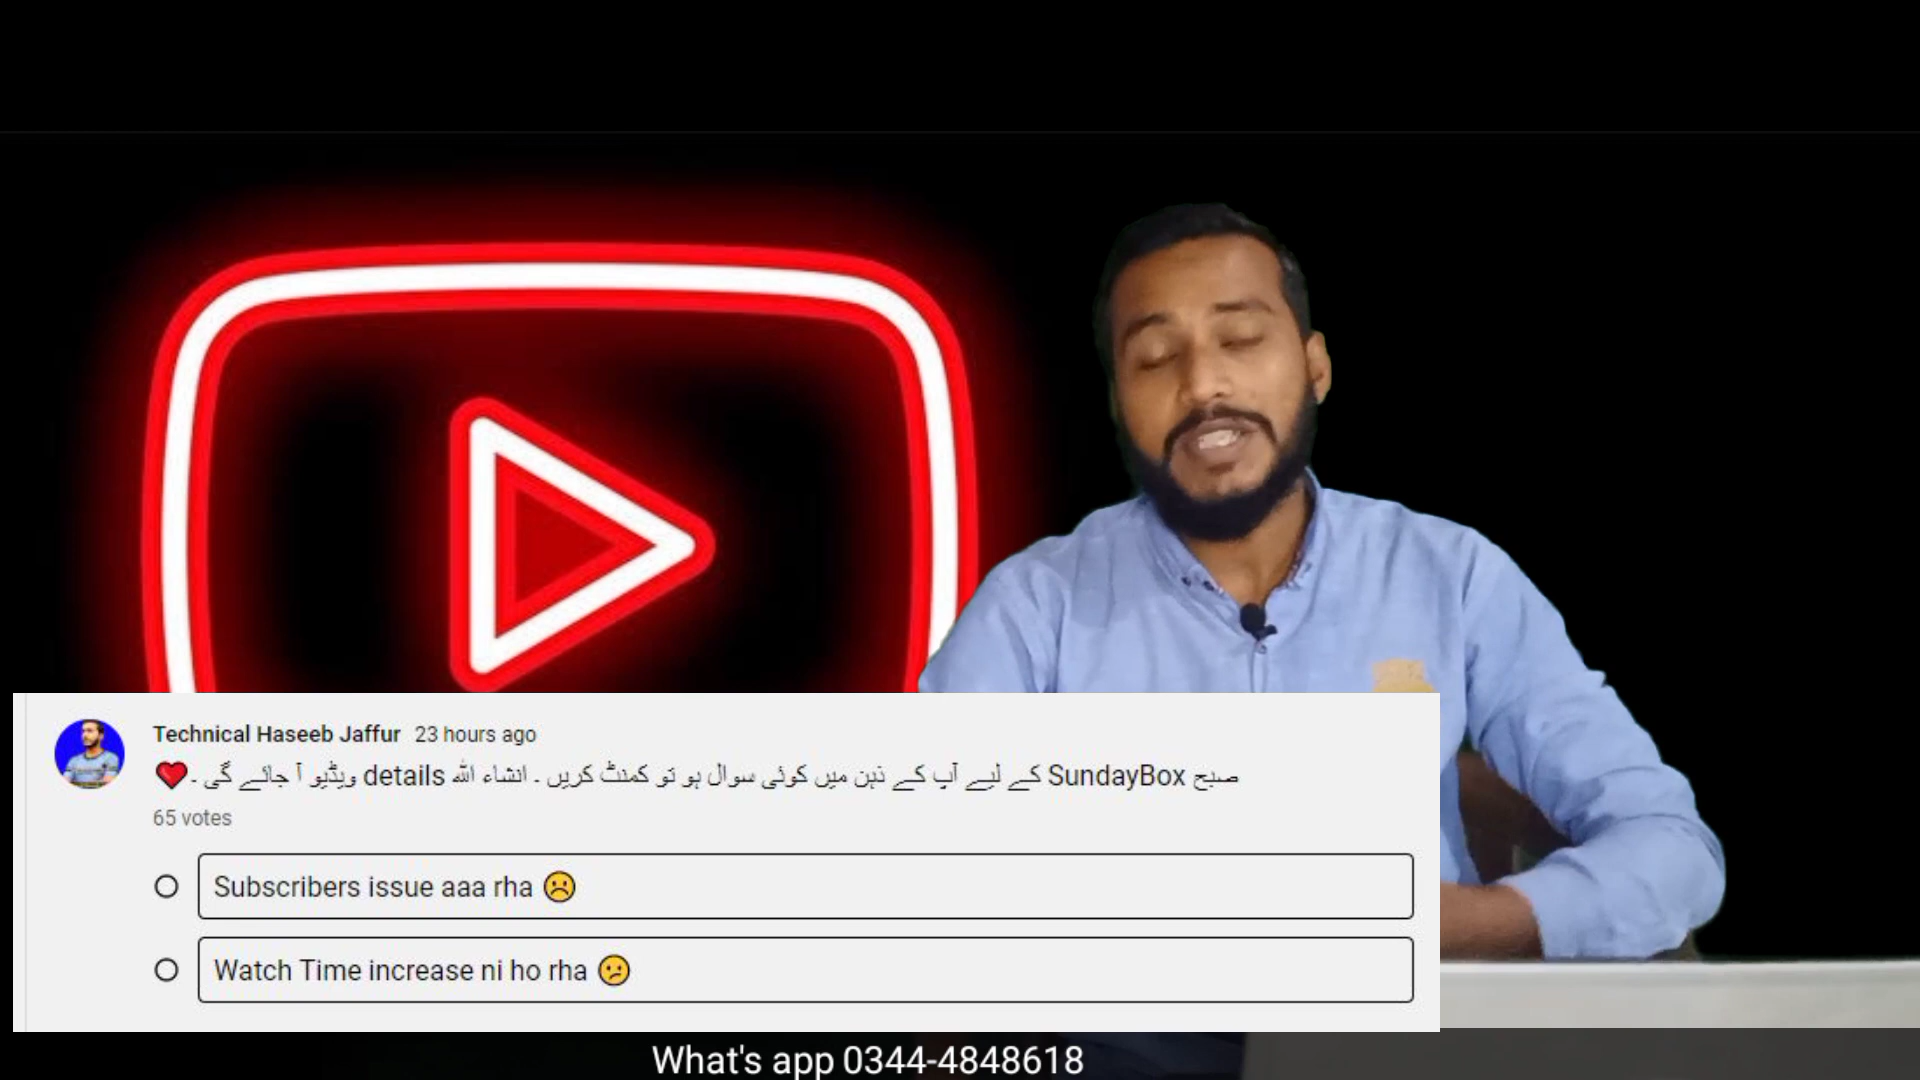 Technical Haseeb Jaffur 23 hours ago
صبح SundayBox کے لیے آپ کے ذہن میں کوئی سوال ہو تو کمنٹ کریں ۔ انشاء اللہ details ویڈیو آ جائے گی ۔❤️
65 votes
Subscribers issue aaa rha ☹️
Watch Time increase ni ho rha 🫤
What's app 0344-4848618